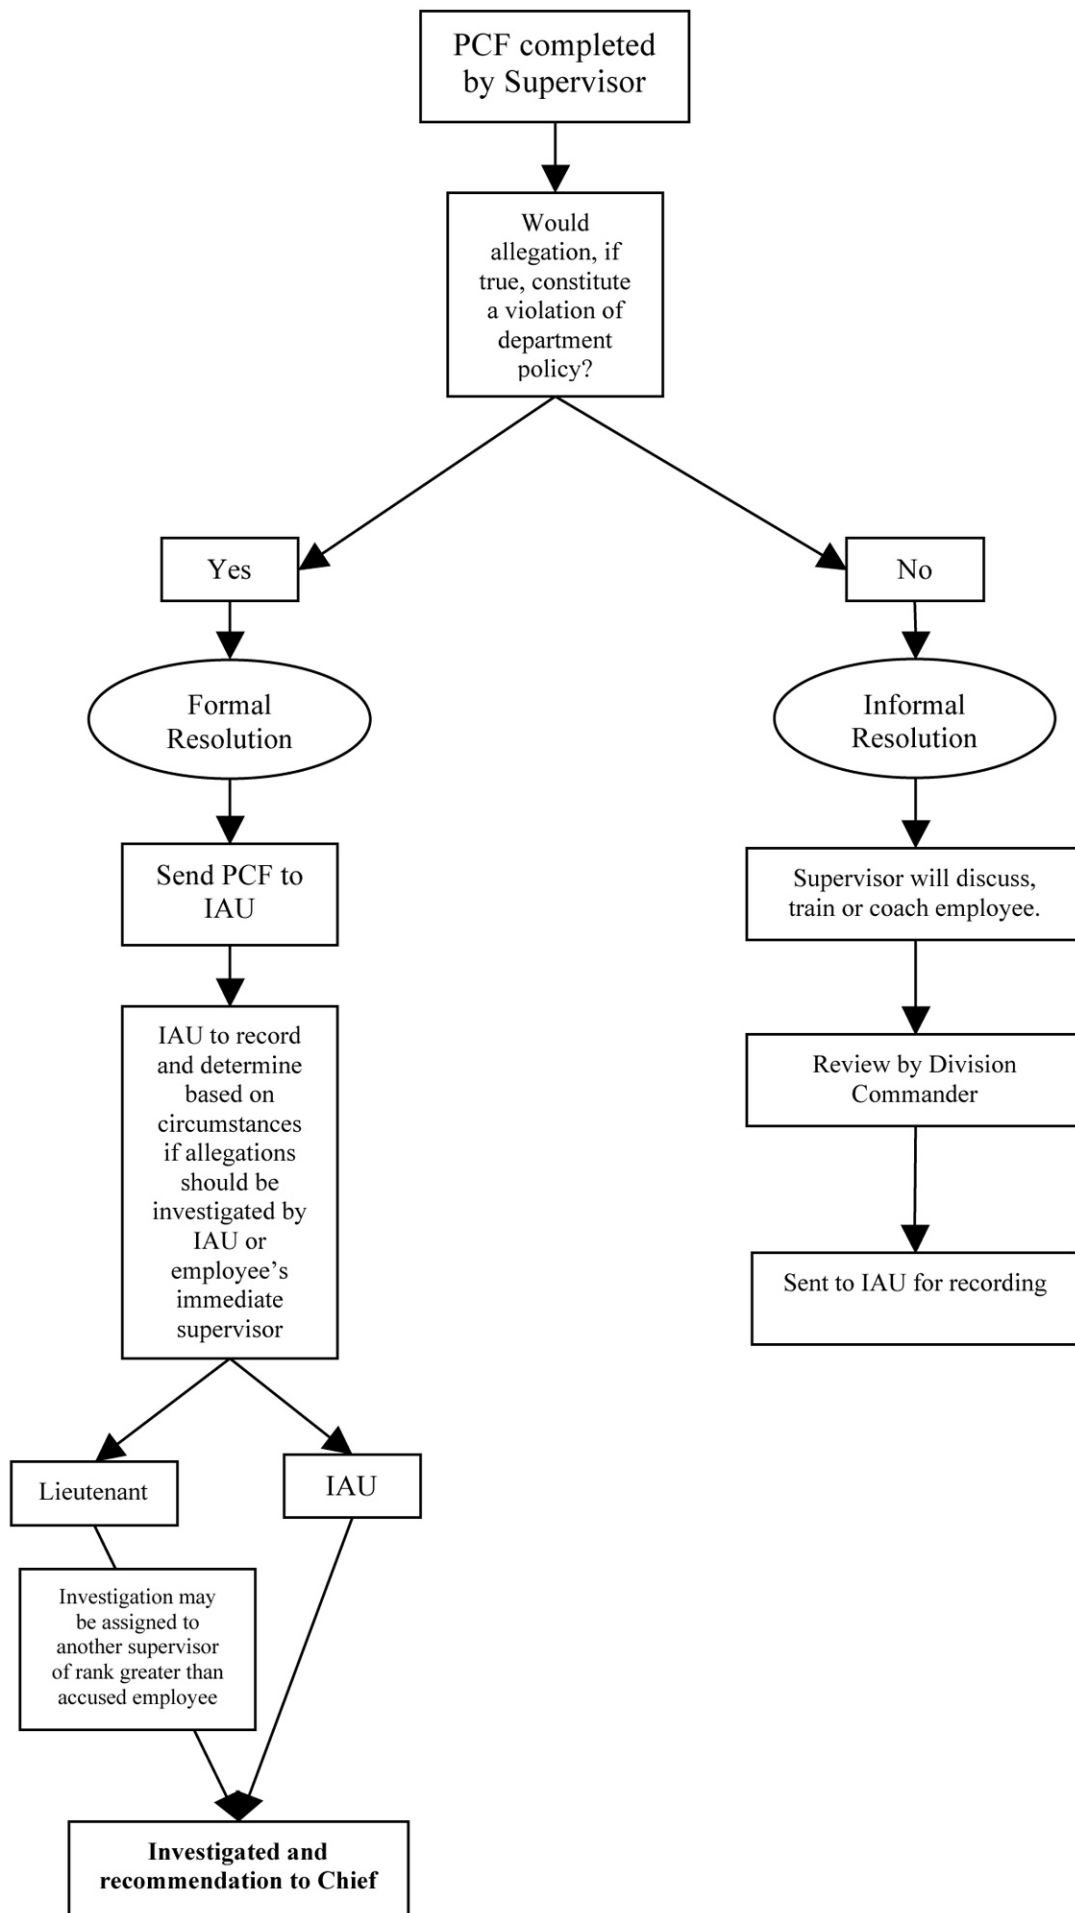 PCF completed
by Supervisor
Would
allegation, if
true, constitute
a violation of
department
policy?
Yes
No
Formal
Resolution
Informal
Resolution
Send PCF to
IAU
Supervisor will discuss,
train or coach employee.
IAU to record
and determine
based on
circumstances
if allegations
should be
investigated by
IAU or
employee’s
immediate
supervisor
Review by Division
Commander
Sent to IAU for recording
Lieutenant
IAU
Investigation may
be assigned to
another supervisor
of rank greater than
accused employee
Investigated and
recommendation to Chief